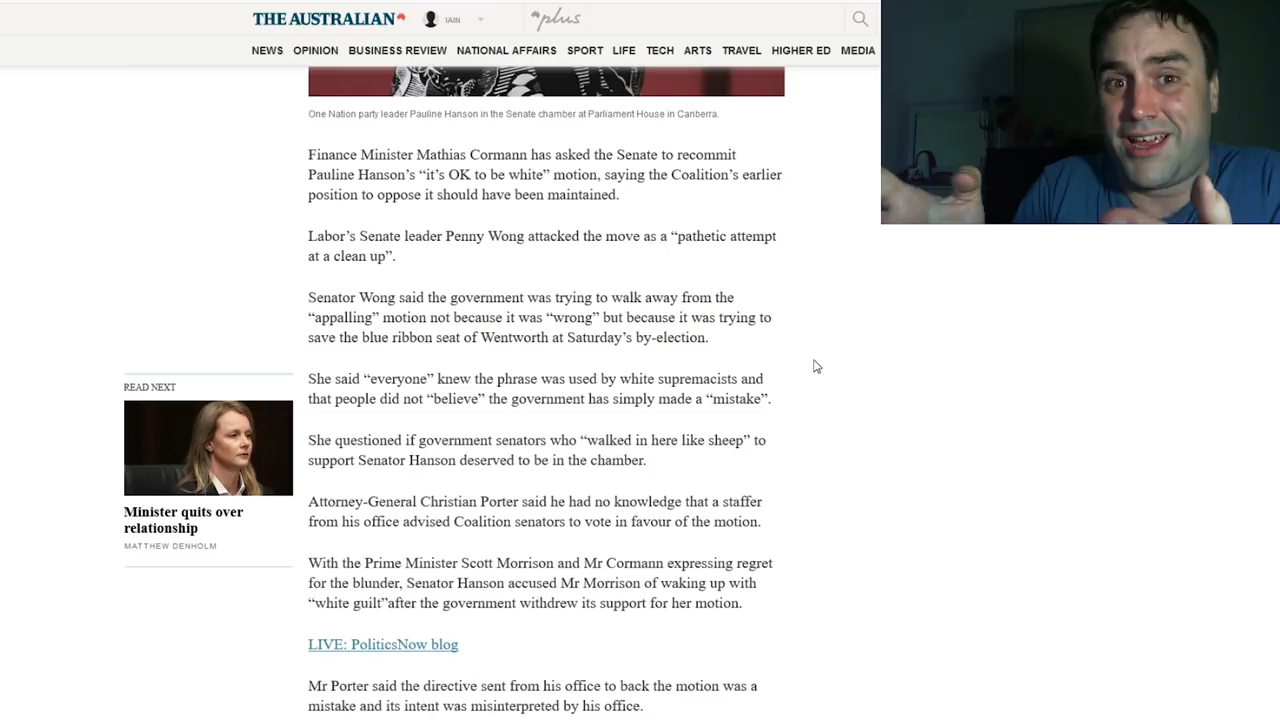 THE AUSTRALIAN
IAIN
plus
NEWS OPINION BUSINESS REVIEW NATIONAL AFFAIRS SPORT LIFE TECH ARTS TRAVEL HIGHER ED MEDIA
One Nation party leader Pauline Hanson in the Senate chamber at Parliament House in Canberra.
Finance Minister Mathias Cormann has asked the Senate to recommit
Pauline Hanson’s “it’s OK to be white” motion, saying the Coalition’s earlier
position to oppose it should have been maintained.
Labor’s Senate leader Penny Wong attacked the move as a “pathetic attempt
at a clean up”.
Senator Wong said the government was trying to walk away from the
“appalling” motion not because it was “wrong” but because it was trying to
save the blue ribbon seat of Wentworth at Saturday’s by-election.
She said “everyone” knew the phrase was used by white supremacists and
that people did not “believe” the government has simply made a “mistake”.
She questioned if government senators who “walked in here like sheep” to
support Senator Hanson deserved to be in the chamber.
Attorney-General Christian Porter said he had no knowledge that a staffer
from his office advised Coalition senators to vote in favour of the motion.
With the Prime Minister Scott Morrison and Mr Cormann expressing regret
for the blunder, Senator Hanson accused Mr Morrison of waking up with
“white guilt”after the government withdrew its support for her motion.
LIVE: PoliticsNow blog
Mr Porter said the directive sent from his office to back the motion was a
mistake and its intent was misinterpreted by his office.
READ NEXT
Minister quits over
relationship
MATTHEW DENHOLM